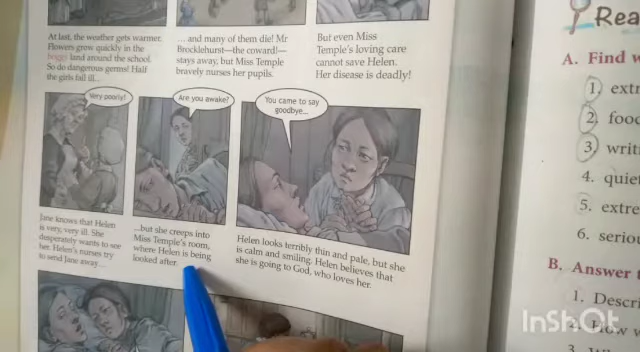 At last, the weather gets warmer.
Flowers grow quickly in the
boggy land around the school.
So do dangerous germs! Half
the girls fall ill...
... and many of them die! Mr
Brocklehurst—the coward!—
stays away, but Miss Temple
bravely nurses her pupils.
But even Miss
Temple's loving care
cannot save Helen.
Her disease is deadly!
Very poorly!
Are you awake?
You came to say
goodbye...
Jane knows that Helen
is very, very ill. She
desperately wants to see
her. Helen's nurses try
to send Jane away...
...but she creeps into
Miss Temple's room,
where Helen is being
looked after.
Helen looks terribly thin and pale, but she
is calm and smiling. Helen believes that
she is going to God, who loves her.
Rea
A. Find w
1. extr
2. food
3. writi
4. quiet
5. extre
6. seriou
B. Answer
1. Descri
2. How w
3.
InShOt